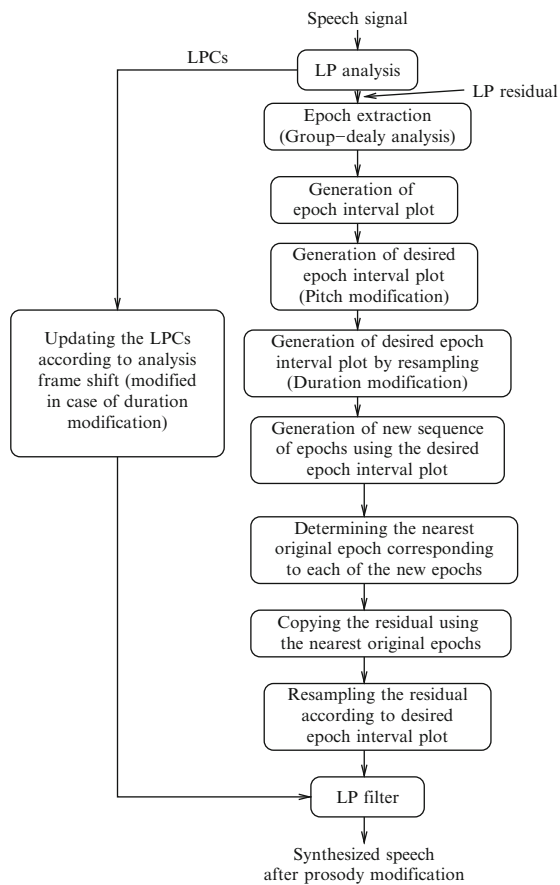 Speech signal
LPCs
LP analysis
LP residual
Epoch extraction
(Group−dealy analysis)
Generation of
epoch interval plot
Generation of desired
epoch interval plot
(Pitch modification)
Updating the LPCs
according to analysis
frame shift (modified
in case of duration
modification)
Generation of desired epoch
interval plot by resampling
(Duration modification)
Generation of new sequence
of epochs using the desired
epoch interval plot
Determining the nearest
original epoch corresponding
to each of the new epochs
Copying the residual using
the nearest original epochs
Resampling the residual
according to desired
epoch interval plot
LP filter
Synthesized speech
after prosody modification